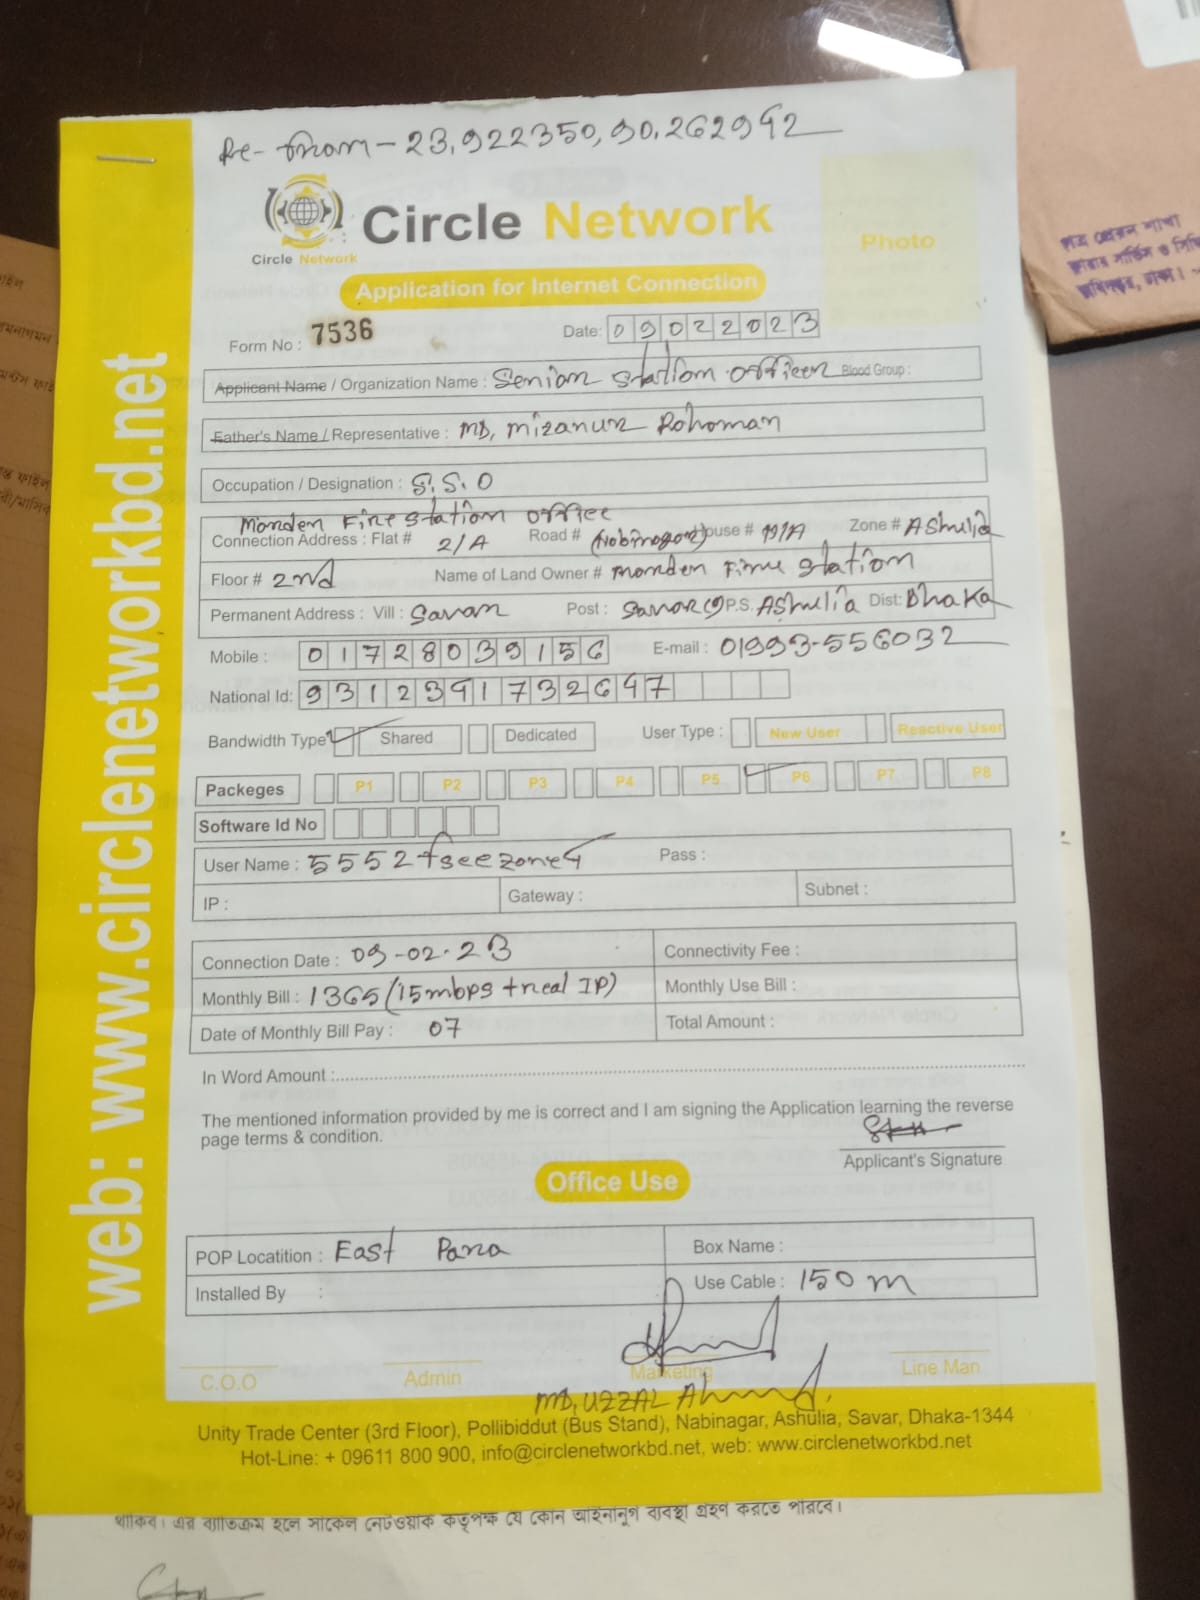 23.922350, 90.262942
Circle Network
Circle Network
Photo
Application for Internet Connection
Form No : 7536
Date: 09022023
Applicant Name / Organization Name : Senior Station Officer Blood Group :
Father's Name / Representative : MD, Mizanur Rohoman
Occupation / Designation : S.S.O
Monden Fire Station Office
Connection Address : Flat # 2/A Road # (Nobinogor) House # Zone # Ashulia
Floor # 2nd Name of Land Owner # Monden Fire Station
Permanent Address : Vill : Savar Post : Savar P.S. Ashulia Dist: Dhaka
Mobile : 01728039156 E-mail : 01993-556032
National Id: 9312391732647
Bandwidth Type Shared Dedicated User Type : New User Reactive User
Packeges P1 P2 P3 P4 P5 P6 P7 P8
Software Id No
User Name : 5552 Pass :
IP : Gateway : Subnet :
Connection Date : 09-02-23 Connectivity Fee :
Monthly Bill : 1365 (15mbps + real IP) Monthly Use Bill :
Date of Monthly Bill Pay : 07 Total Amount :
In Word Amount :
The mentioned information provided by me is correct and I am signing the Application learning the reverse
page terms & condition.
Applicant's Signature
Office Use
POP Locatition : East Para Box Name :
Installed By : Use Cable : 150 m
C.O.O Admin Marketing Line Man
MD, UZZAL Ahmed.
Unity Trade Center (3rd Floor), Pollibiddut (Bus Stand), Nabinagar, Ashulia, Savar, Dhaka-1344
Hot-Line: + 09611 800 900, info@circlenetworkbd.net, web: www.circlenetworkbd.net
web: www.circlenetworkbd.net
থাকিব। এর ব্যতিক্রম হলে সার্কেল নেটওয়ার্ক কতৃপক্ষ যে কোন আইনানুগ ব্যবস্থা গ্রহণ করতে পারবে।
পত্র প্রেরন শাখা